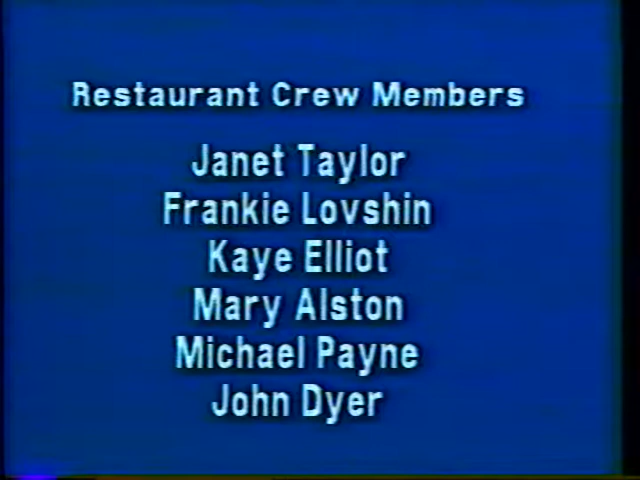 Restaurant Crew Members
Janet Taylor
Frankie Lovshin
Kaye Elliot
Mary Alston
Michael Payne
John Dyer